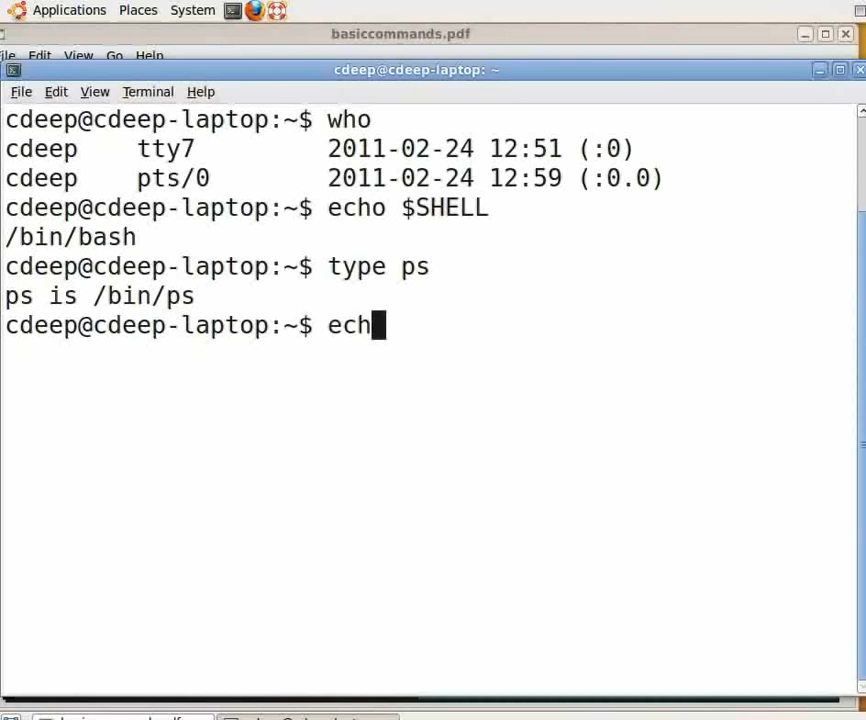 Applications Places System
basiccommands.pdf
File Edit View Go Help
cdeep@cdeep-laptop: ~
File Edit View Terminal Help
cdeep@cdeep-laptop:~$ who
cdeep tty7 2011-02-24 12:51 (:0)
cdeep pts/0 2011-02-24 12:59 (:0.0)
cdeep@cdeep-laptop:~$ echo $SHELL
/bin/bash
cdeep@cdeep-laptop:~$ type ps
ps is /bin/ps
cdeep@cdeep-laptop:~$ ech